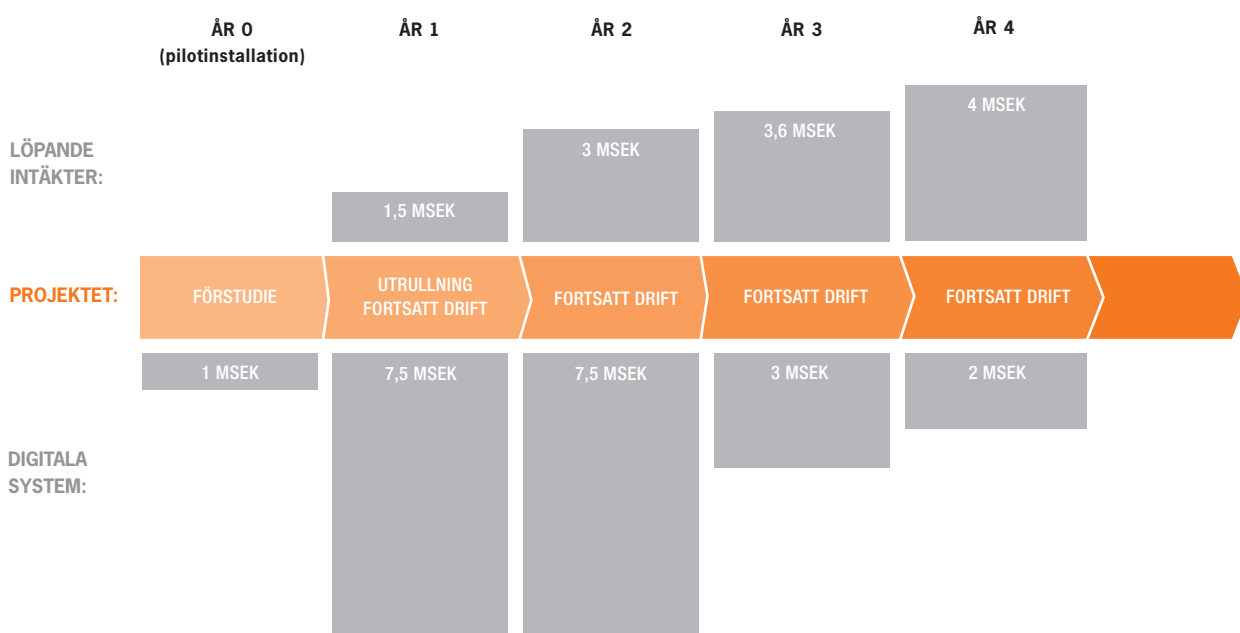 ÅR 0
(pilotinstallation)
ÅR 1
ÅR 2
ÅR 3
ÅR 4
LÖPANDE
INTÄKTER:
1,5 MSEK
3 MSEK
3,6 MSEK
4 MSEK
PROJEKTET:
FÖRSTUDIE
UTRULLNING
FORTSATT DRIFT
FORTSATT DRIFT
FORTSATT DRIFT
FORTSATT DRIFT
DIGITALA
SYSTEM:
1 MSEK
7,5 MSEK
7,5 MSEK
3 MSEK
2 MSEK